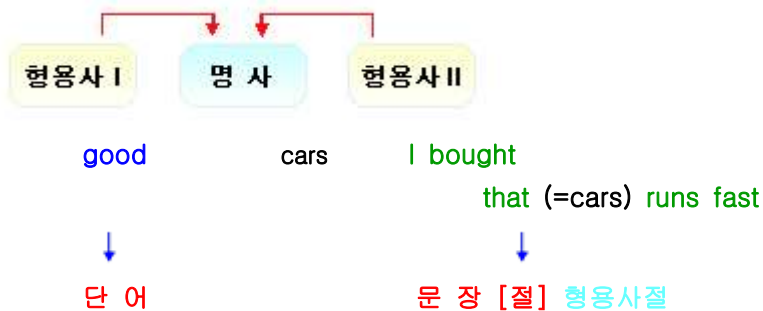 형용사 I 명 사 형용사 II
good cars I bought
that (=cars) runs fast
단 어 문 장 [절] 형용사절